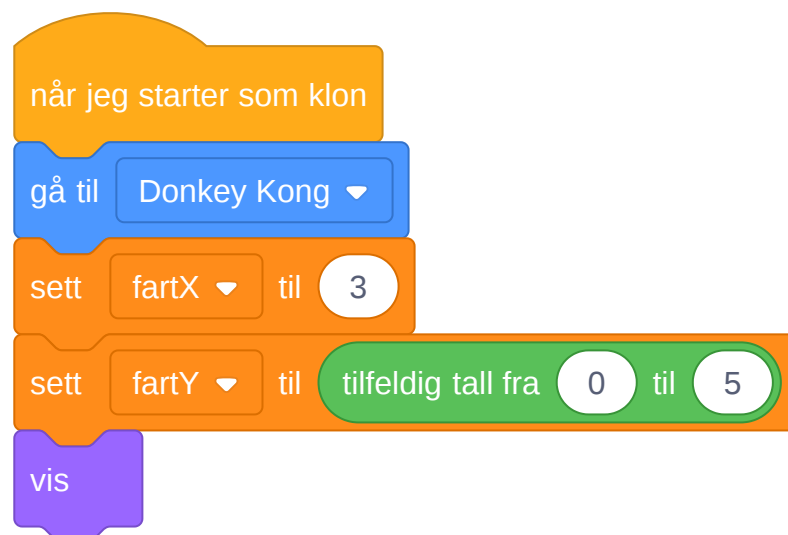 når jeg starter som klon
gå til Donkey Kong
sett fartX til 3
sett fartY til tilfeldig tall fra 0 til 5
vis